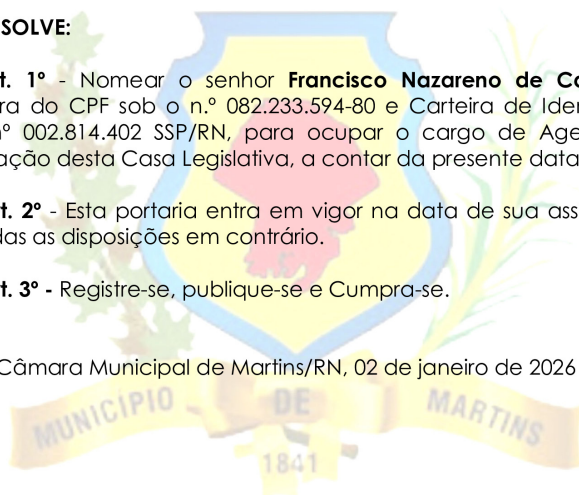 SOLVE:
t. 1º - Nomear o senhor Francisco Nazareno de Co
ra do CPF sob o n.º 082.233.594-80 e Carteira de Iden
nº 002.814.402 SSP/RN, para ocupar o cargo de Age
ação desta Casa Legislativa, a contar da presente data
t. 2º - Esta portaria entra em vigor na data de sua ass
das as disposições em contrário.
t. 3º - Registre-se, publique-se e Cumpra-se.
Câmara Municipal de Martins/RN, 02 de janeiro de 2026
MUNICÍPIO DE MARTINS
1841